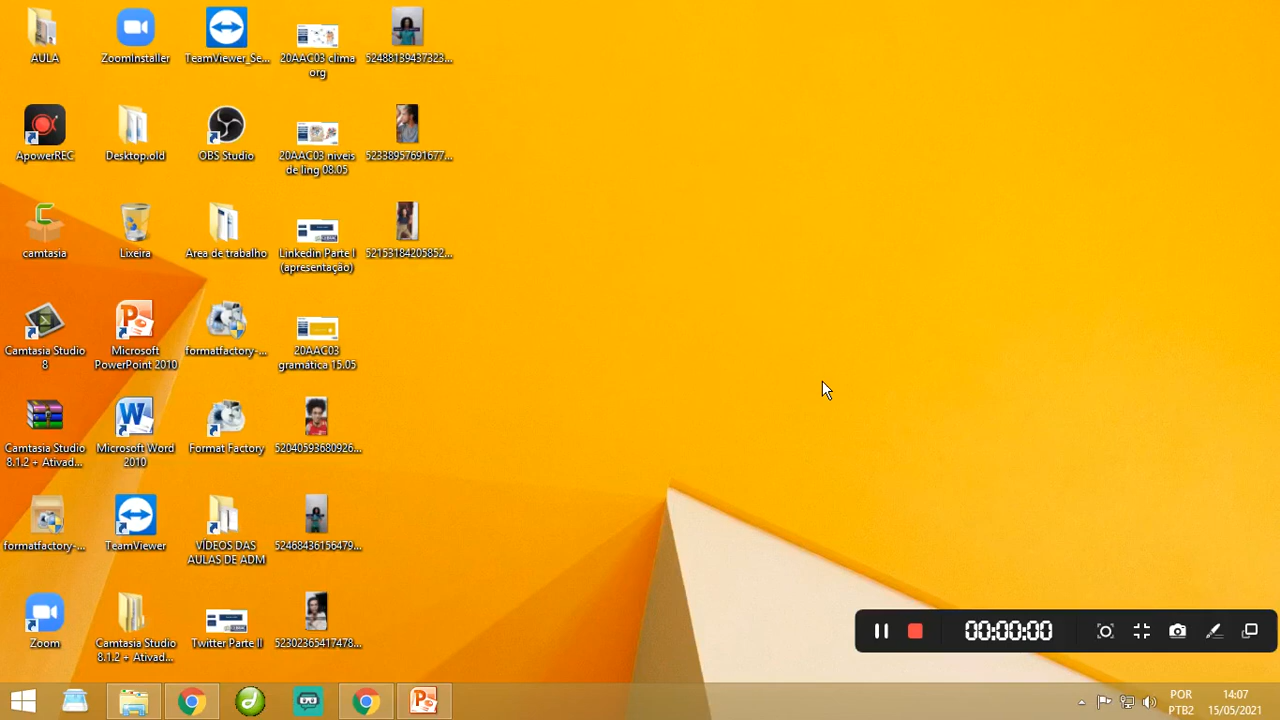 AULA
ZoomInstaller
TeamViewer_Se...
20AAC03 clima
org
52488139437323...
ApowerREC
Desktop.old
OBS Studio
20AAC03 niveis
de ling 08.05
52338957691677...
camtasia
Lixeira
Area de trabalho
Linkedin Parte I
(apresentação)
52153184205852...
Camtasia Studio
8
Microsoft
PowerPoint 2010
formatfactory-...
20AAC03
gramatica 15.05
Camtasia Studio
8.1.2 + Ativad...
Microsoft Word
2010
Format Factory
52040593680926...
formatfactory-...
TeamViewer
VÍDEOS DAS
AULAS DE ADM
52468436156479...
Zoom
Camtasia Studio
8.1.2 + Ativad...
Twitter Parte II
52302365417478...
00:00:00
POR
PTB2
14:07
15/05/2021